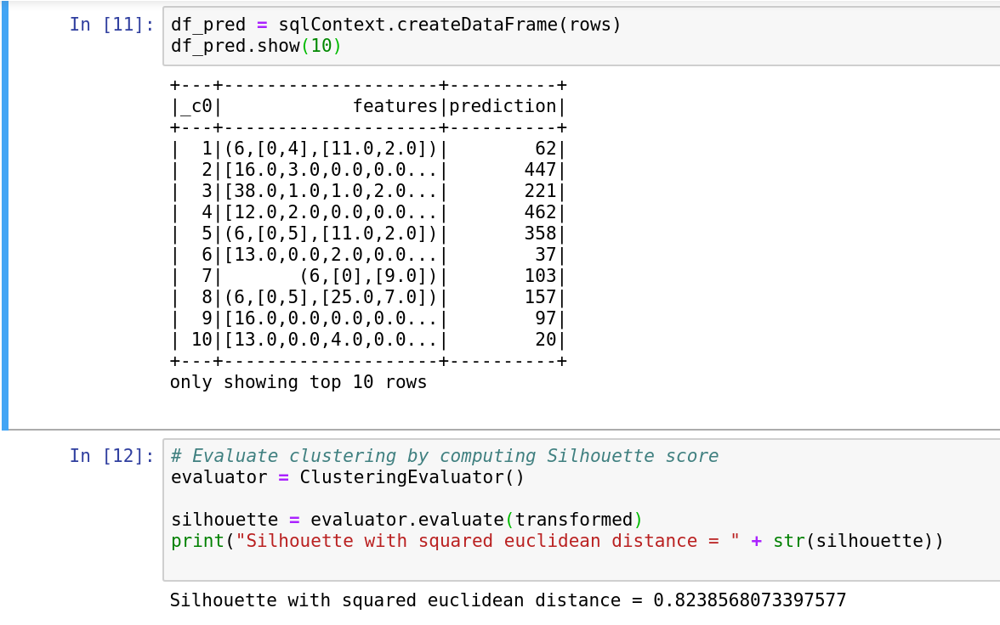 In [11]: df_pred = sqlContext.createDataFrame(rows)
df_pred.show(10)
+---+--------------------+----------+
|_c0|            features|prediction|
+---+--------------------+----------+
|  1|(6,[0,4],[11.0,2.0])|        62|
|  2|[16.0,3.0,0.0,0.0...|       447|
|  3|[38.0,1.0,1.0,2.0...|       221|
|  4|[12.0,2.0,0.0,0.0...|       462|
|  5|(6,[0,5],[11.0,2.0])|       358|
|  6|[13.0,0.0,2.0,0.0...|        37|
|  7|       (6,[0],[9.0])|       103|
|  8|(6,[0,5],[25.0,7.0])|       157|
|  9|[16.0,0.0,0.0,0.0...|        97|
| 10|[13.0,0.0,4.0,0.0...|        20|
+---+--------------------+----------+
only showing top 10 rows
In [12]: # Evaluate clustering by computing Silhouette score
evaluator = ClusteringEvaluator()
silhouette = evaluator.evaluate(transformed)
print("Silhouette with squared euclidean distance = " + str(silhouette))
Silhouette with squared euclidean distance = 0.8238568073397577